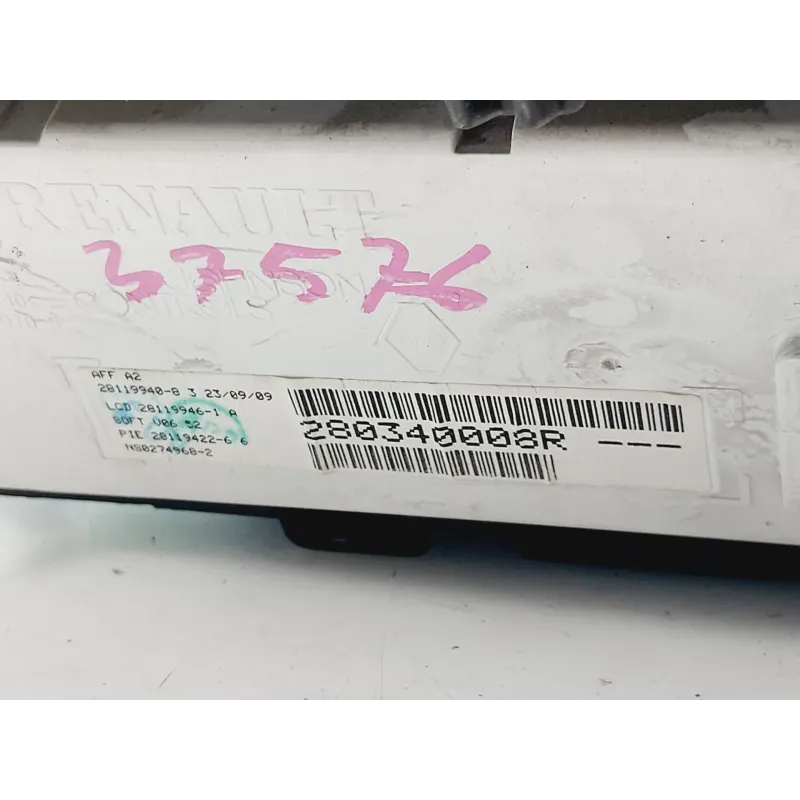 RENAULT
37576
AFF A2
28119940-8 3 23/09/09
LCD 28119946-1 A
SOFT V06 52
PIE 28119422-6 6
NS0274968-2
280340008R ---